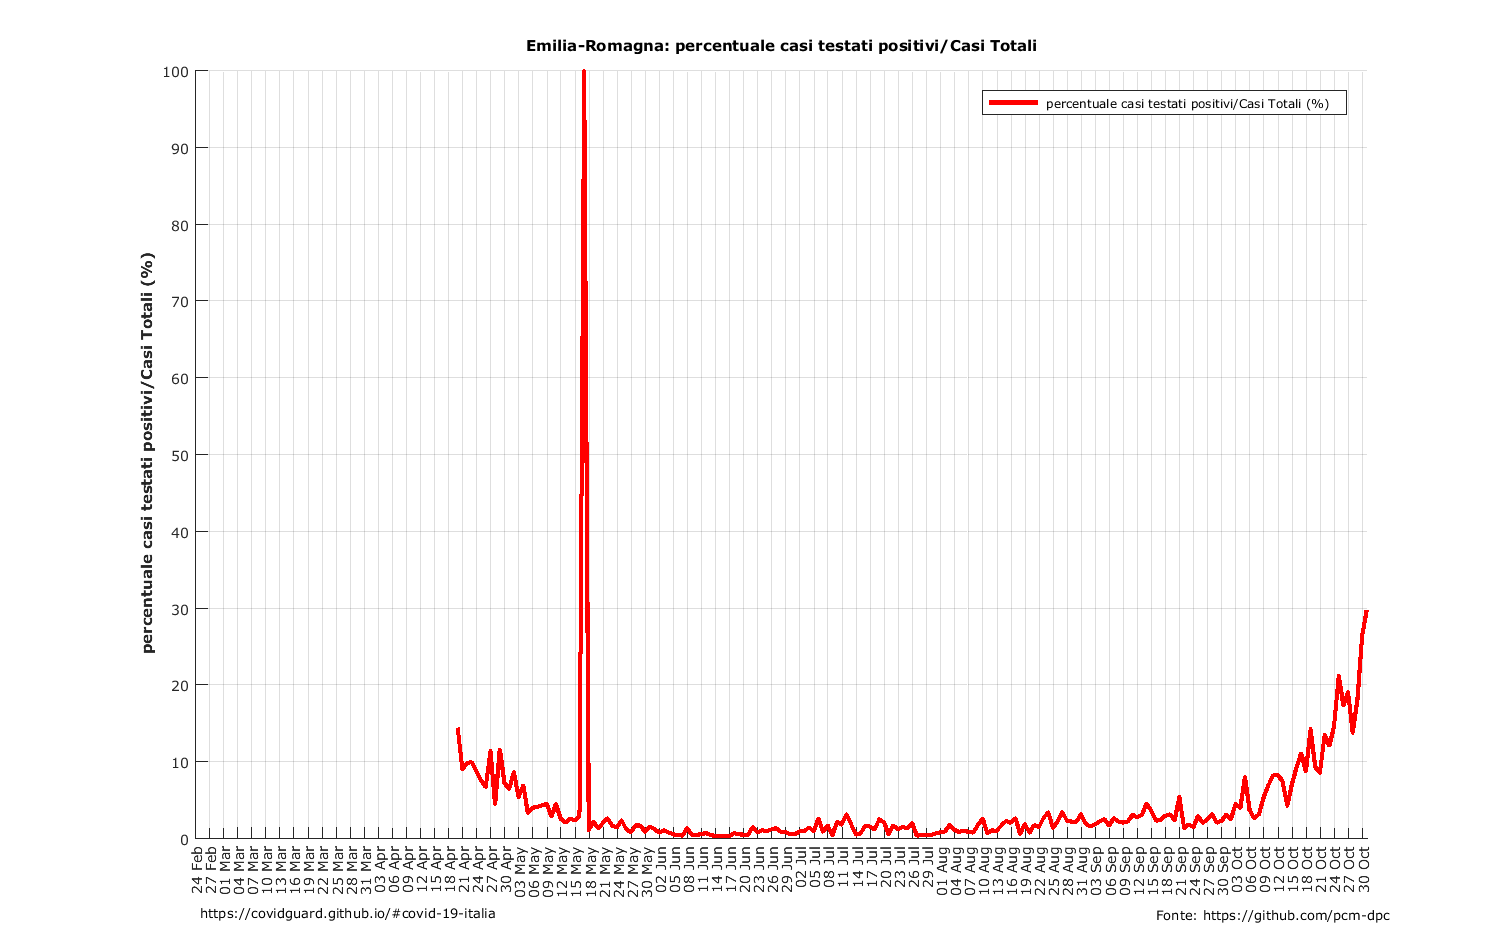 Emilia-Romagna: percentuale casi testati positivi/Casi Totali
percentuale casi testati positivi/Casi Totali (%)
percentuale casi testati positivi/Casi Totali (%)
100
90
80
70
60
50
40
30
20
10
0
24 Feb
27 Feb
01 Mar
04 Mar
07 Mar
10 Mar
13 Mar
16 Mar
19 Mar
22 Mar
25 Mar
28 Mar
31 Mar
03 Apr
06 Apr
09 Apr
12 Apr
15 Apr
18 Apr
21 Apr
24 Apr
27 Apr
30 Apr
03 May
06 May
09 May
12 May
15 May
18 May
21 May
24 May
27 May
30 May
02 Jun
05 Jun
08 Jun
11 Jun
14 Jun
17 Jun
20 Jun
23 Jun
26 Jun
29 Jun
02 Jul
05 Jul
08 Jul
11 Jul
14 Jul
17 Jul
20 Jul
23 Jul
26 Jul
29 Jul
01 Aug
04 Aug
07 Aug
10 Aug
13 Aug
16 Aug
19 Aug
22 Aug
25 Aug
28 Aug
31 Aug
03 Sep
06 Sep
09 Sep
12 Sep
15 Sep
18 Sep
21 Sep
24 Sep
27 Sep
30 Sep
03 Oct
06 Oct
09 Oct
12 Oct
15 Oct
18 Oct
21 Oct
24 Oct
27 Oct
30 Oct
https://covidguard.github.io/#covid-19-italia
Fonte: https://github.com/pcm-dpc